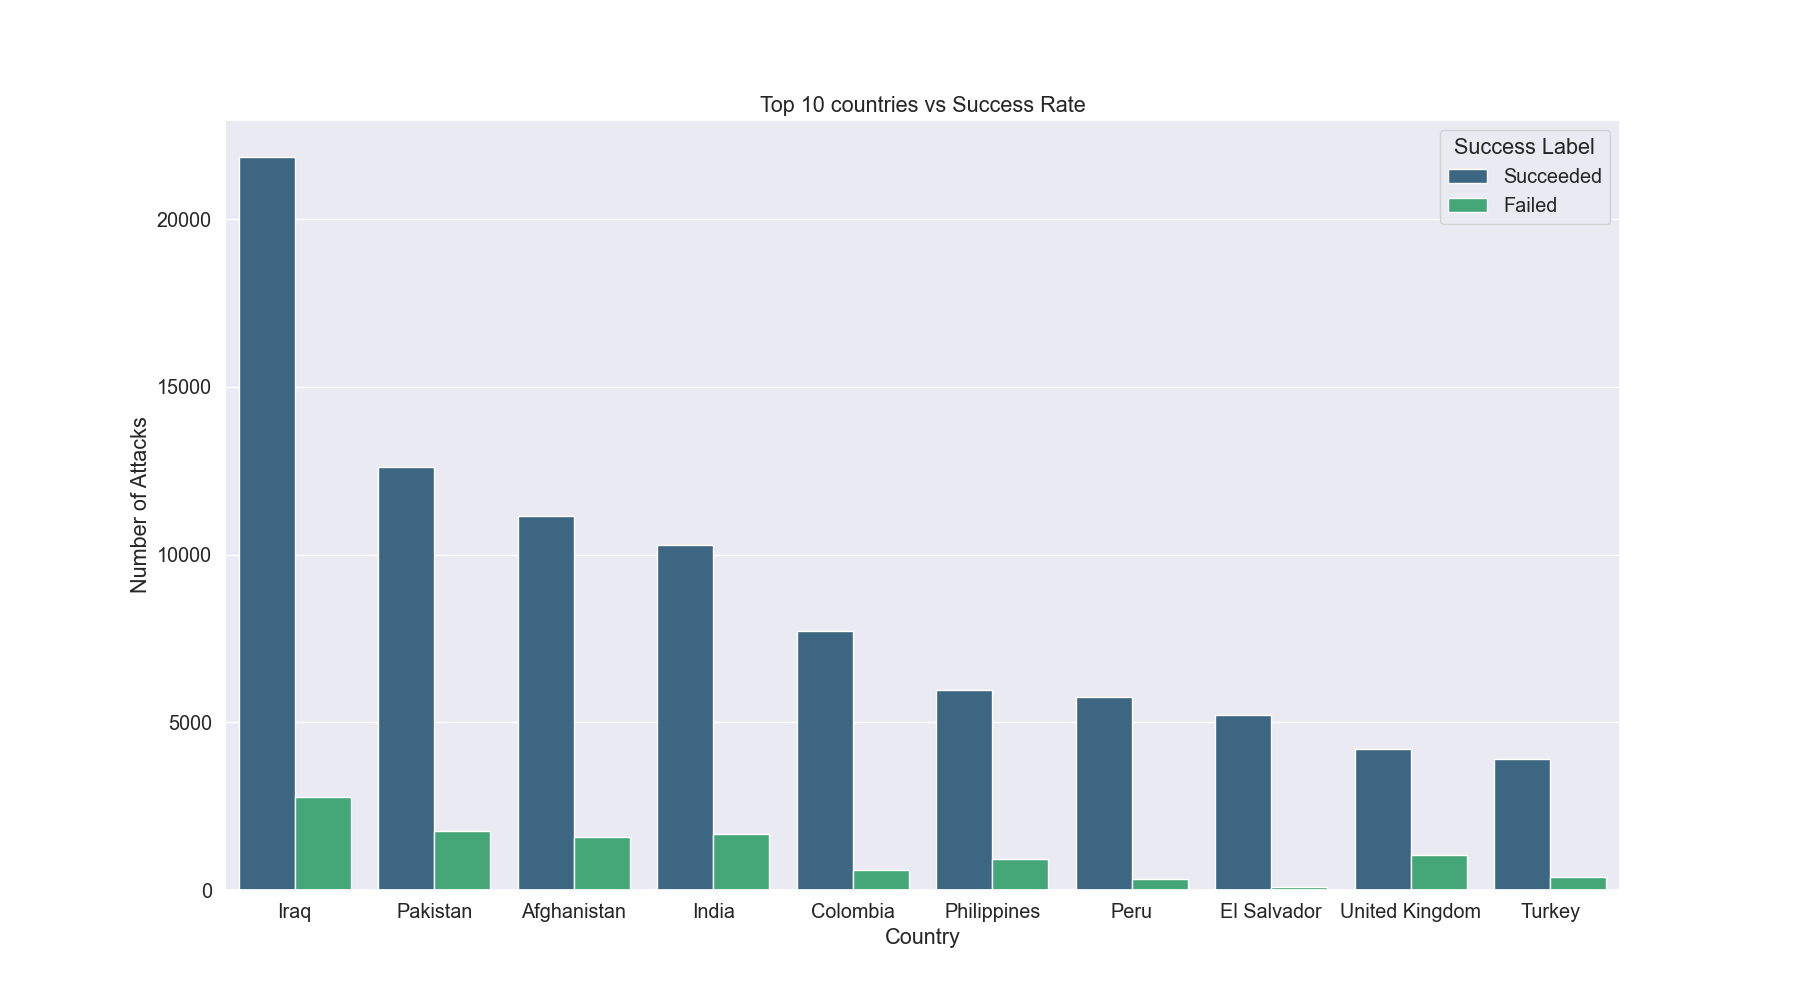 Top 10 countries vs Success Rate
Success Label
Succeeded
Failed
Number of Attacks
20000
15000
10000
5000
0
Iraq
Pakistan
Afghanistan
India
Colombia
Philippines
Peru
El Salvador
United Kingdom
Turkey
Country